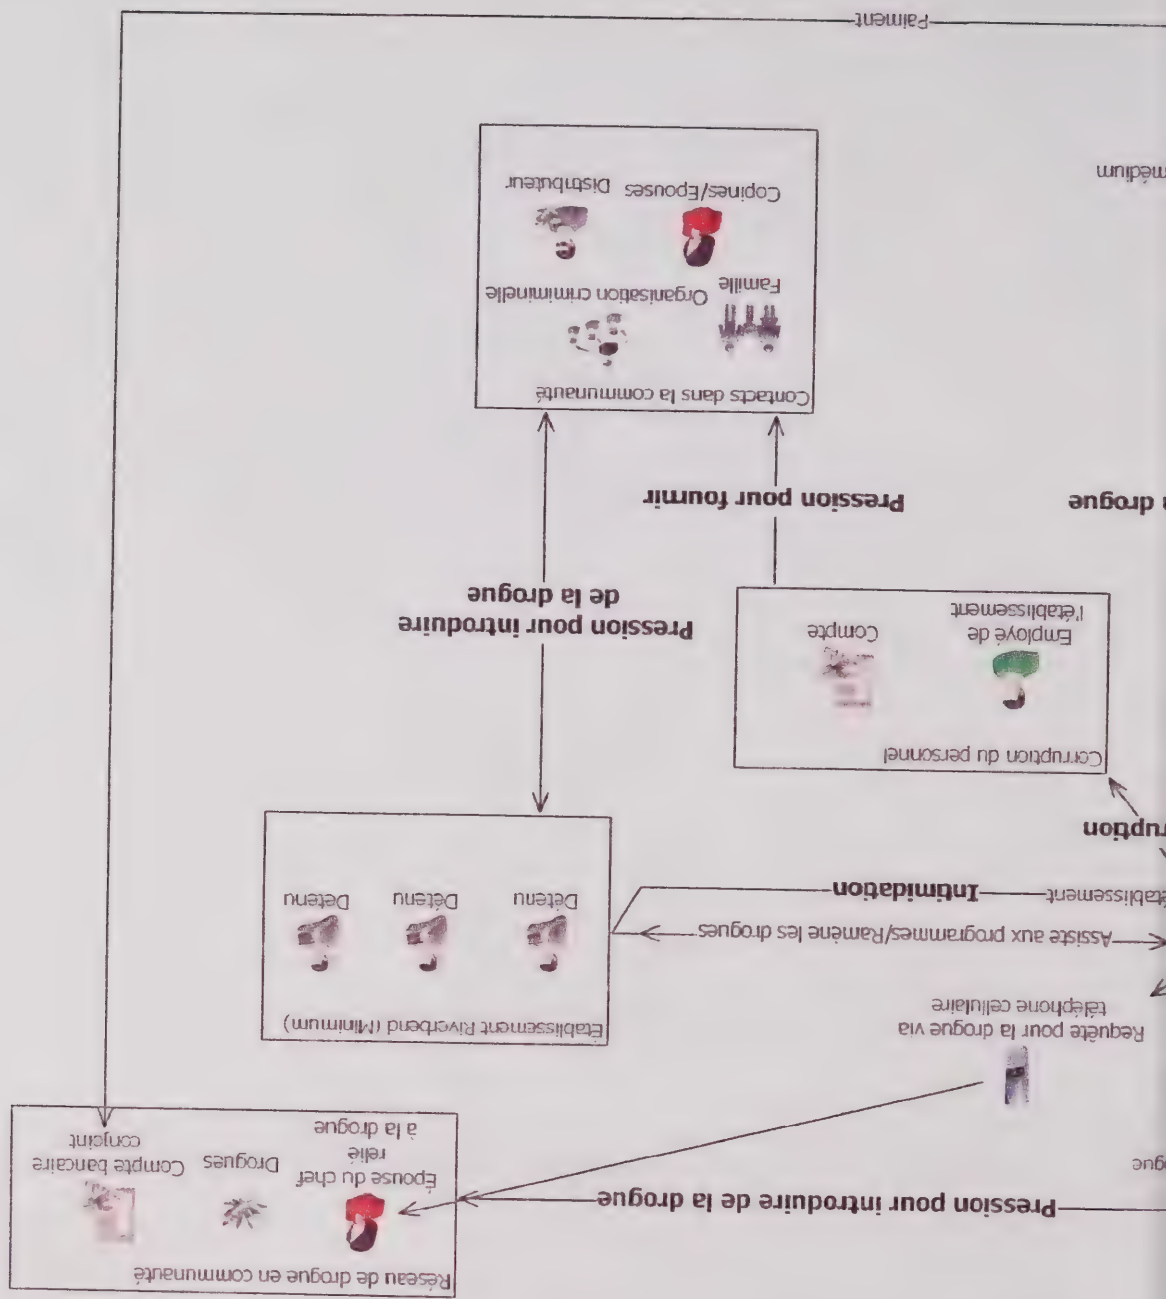 Réseau de drogue en communauté
Épouse du chef
relié
à la drogue
Drogues
Compte bancaire
conjoint
Pression pour introduire de la drogue
ogue
Requête pour la drogue via
téléphone cellulaire
Établissement Riverbend (Minimum)
Détenu
Détenu
Détenu
Assiste aux programmes/Ramène les drogues
établissement
Intimidation
ruption
Corruption du personnel
Employé de
l'établissement
Compte
Pression pour introduire
de la drogue
drogue
Pression pour fournir
Contacts dans la communauté
Famille
Organisation crimiminelle
Copines/Épouses
Distributeur
médium
Paiment